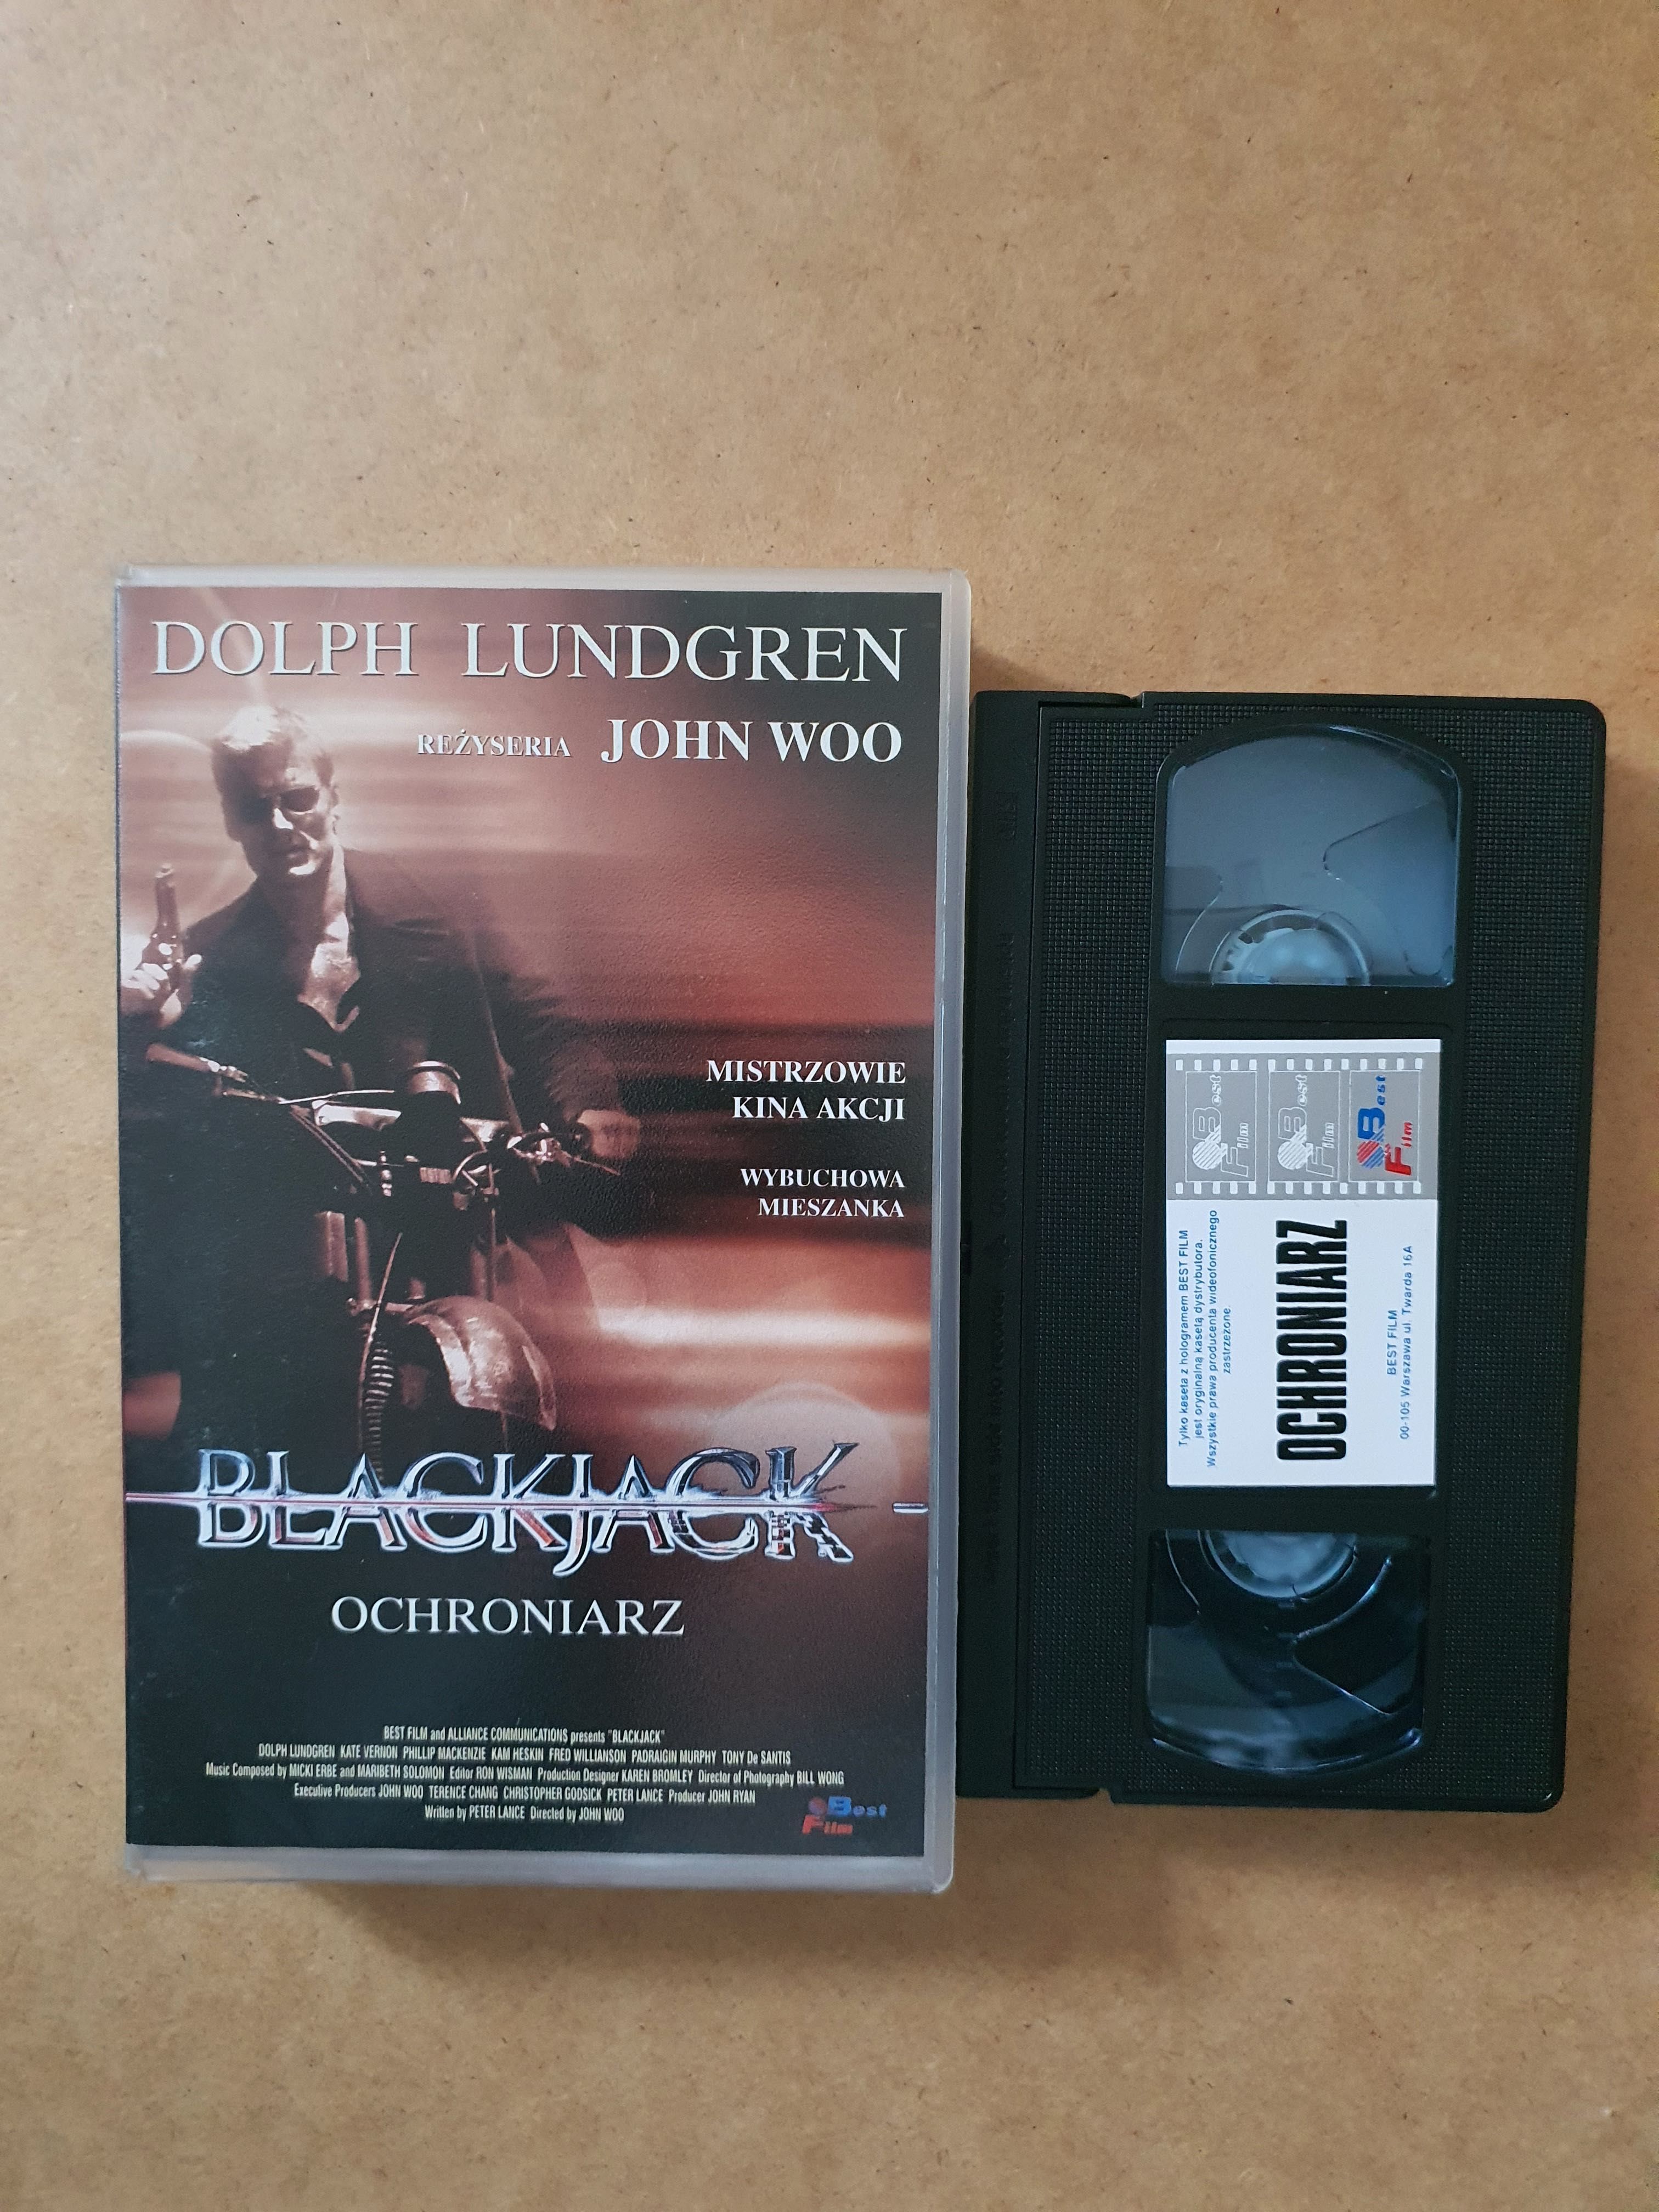 DOLPH LUNDGREN
REŻYSERIA JOHN WOO
MISTRZOWIE
KINA AKCJI
WYBUCHOWA
MIESZANKA
BLACKJACK
OCHRONIARZ
BEST FILM and ALLIANCE COMMUNICATIONS presents "BLACKJACK"
DOLPH LUNDGREN KATE VERNON PHILLIP MACKENZIE KAM HESKIN FRED WILLIANSON PADRAIGIN MURPHY TONY De SANTIS
Music Composed by MICKI ERBE and MARIBETH SOLOMON Editor RON WISMAN Production Designer KAREN BROMLEY Director of Photography BILL WONG
Executive Producers JOHN WOO TERENCE CHANG CHRISTOPHER GODSICK PETER LANCE Producer JOHN RYAN
Written by PETER LANCE Directed by JOHN WOO
Best
Film
Best
Film
Best
Film
Best
Film
Tylko kaseta z hologramem BEST FILM
jest oryginalną kasetą dystrybutora.
Wszystkie prawa producenta wideofonicznego
zastrzeżone.
OCHRONIARZ
BEST FILM
00-105 Warszawa ul. Twarda 16A